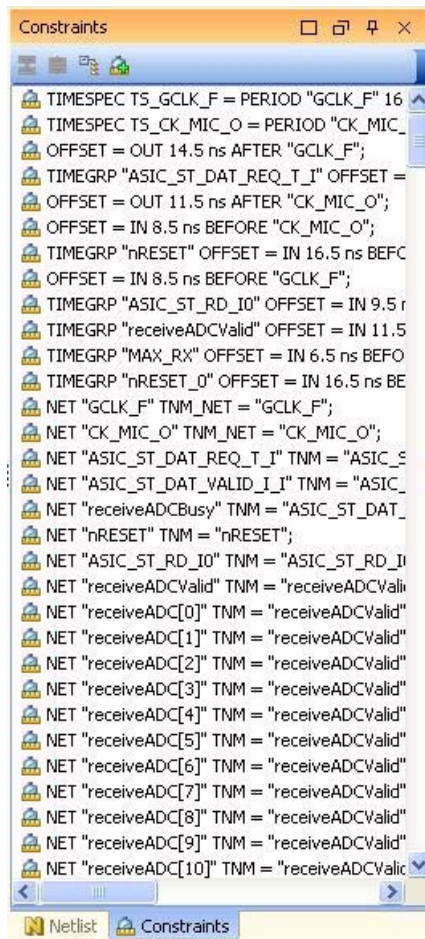 Constraints
TIMESPEC TS_GCLK_F = PERIOD "GCLK_F" 16
TIMESPEC TS_CK_MIC_O = PERIOD "CK_MIC_
OFFSET = OUT 14.5 ns AFTER "GCLK_F";
TIMEGRP "ASIC_ST_DAT_REQ_T_I" OFFSET =
OFFSET = OUT 11.5 ns AFTER "CK_MIC_O";
OFFSET = IN 8.5 ns BEFORE "CK_MIC_O";
TIMEGRP "nRESET" OFFSET = IN 16.5 ns BEFC
OFFSET = IN 8.5 ns BEFORE "GCLK_F";
TIMEGRP "ASIC_ST_RD_I0" OFFSET = IN 9.5 r
TIMEGRP "receiveADCValid" OFFSET = IN 11.5
TIMEGRP "MAX_RX" OFFSET = IN 6.5 ns BEFO
TIMEGRP "nRESET_0" OFFSET = IN 16.5 ns BE
NET "GCLK_F" TNM_NET = "GCLK_F";
NET "CK_MIC_O" TNM_NET = "CK_MIC_O";
NET "ASIC_ST_DAT_REQ_T_I" TNM = "ASIC_S
NET "ASIC_ST_DAT_VALID_I_I" TNM = "ASIC_
NET "receiveADCBusy" TNM = "ASIC_ST_DAT_
NET "nRESET" TNM = "nRESET";
NET "ASIC_ST_RD_I0" TNM = "ASIC_ST_RD_I
NET "receiveADCValid" TNM = "receiveADCVali
NET "receiveADC[0]" TNM = "receiveADCValid"
NET "receiveADC[1]" TNM = "receiveADCValid"
NET "receiveADC[2]" TNM = "receiveADCValid"
NET "receiveADC[3]" TNM = "receiveADCValid"
NET "receiveADC[4]" TNM = "receiveADCValid"
NET "receiveADC[5]" TNM = "receiveADCValid"
NET "receiveADC[6]" TNM = "receiveADCValid"
NET "receiveADC[7]" TNM = "receiveADCValid"
NET "receiveADC[8]" TNM = "receiveADCValid"
NET "receiveADC[9]" TNM = "receiveADCValid"
NET "receiveADC[10]" TNM = "receiveADCValic
Netlist Constraints